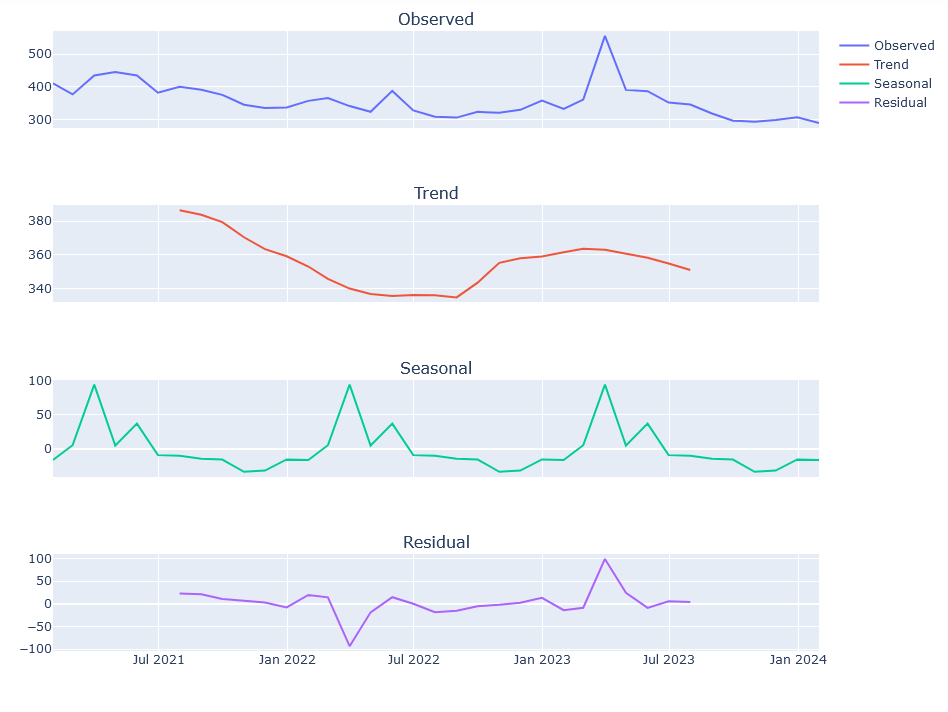 Observed
500
400
300
Observed
Trend
Seasonal
Residual
Trend
380
360
340
Seasonal
100
50
0
Residual
100
50
0
−50
−100
Jul 2021
Jan 2022
Jul 2022
Jan 2023
Jul 2023
Jan 2024